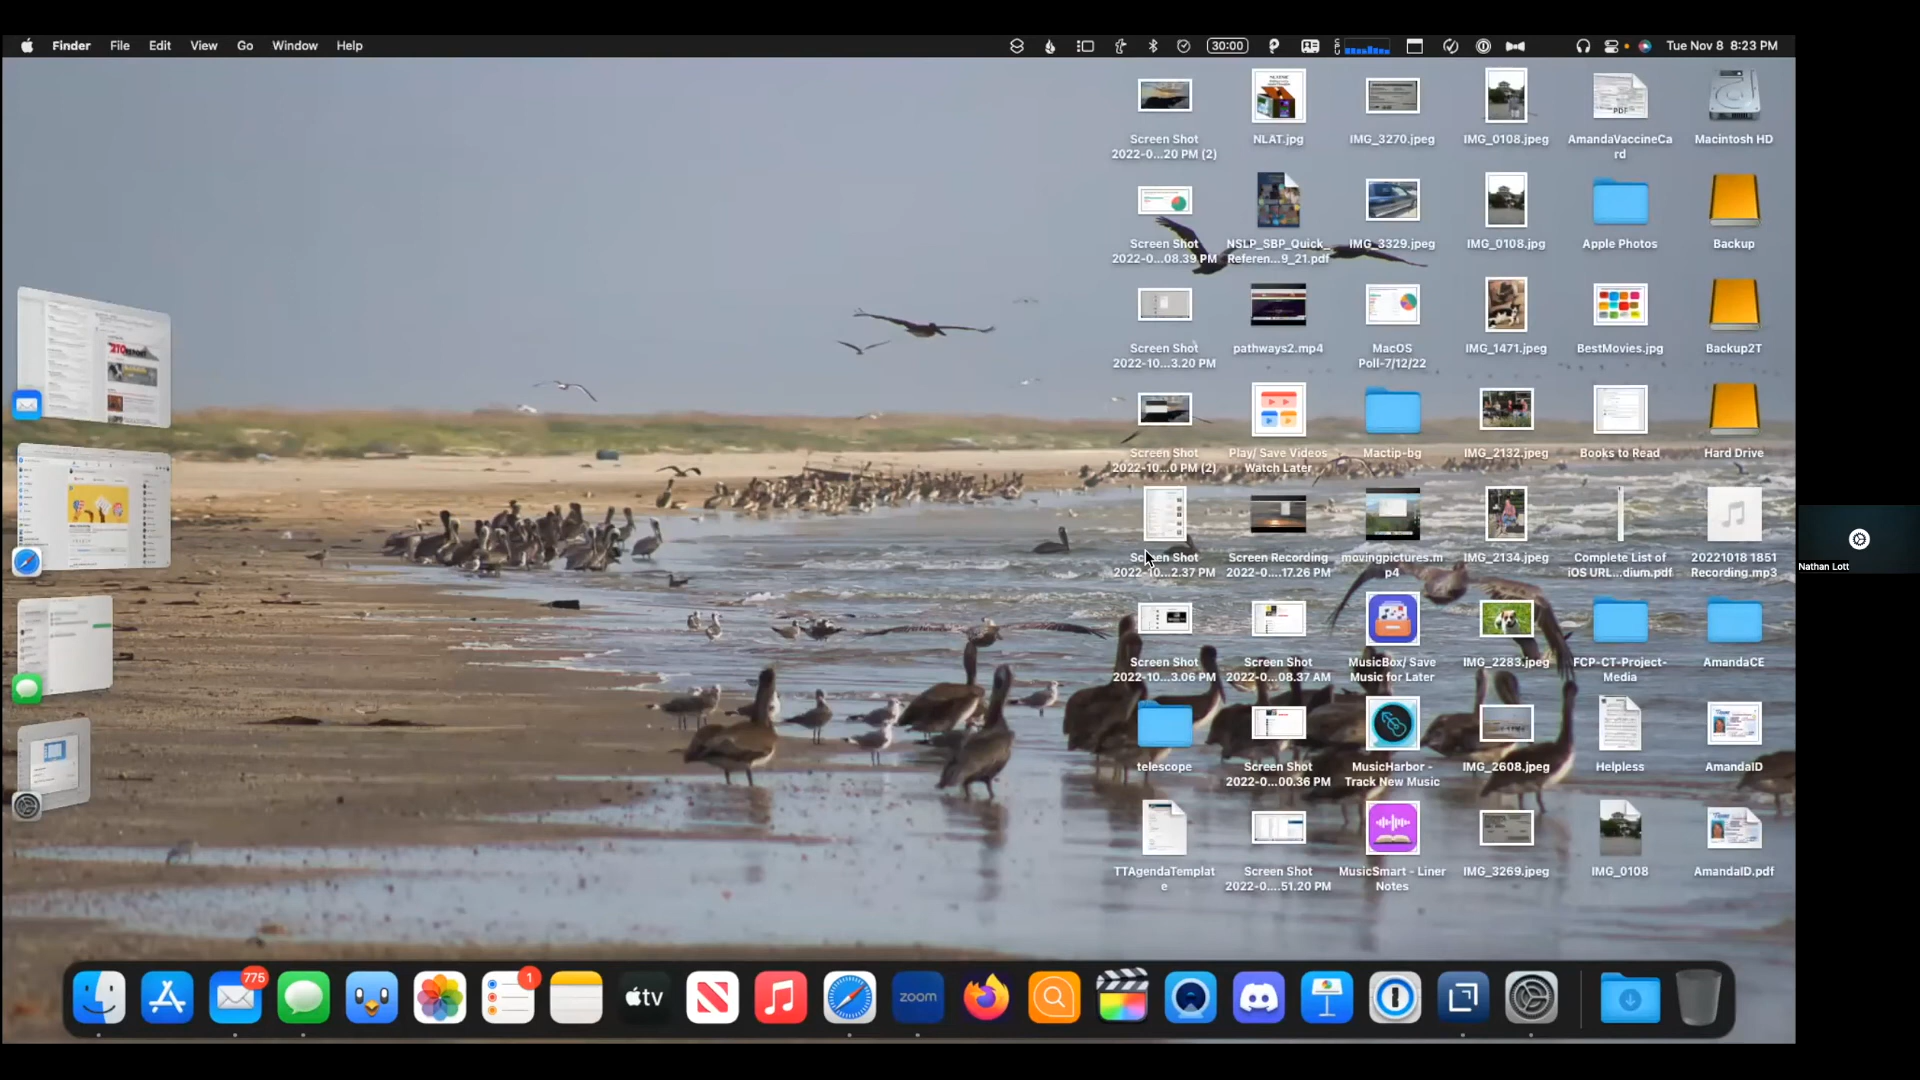 Finder File Edit View Go Window Help
30:00
Tue Nov 8 8:23 PM
Screen Shot
2022-0...20 PM (2)
NLAT.jpg
IMG_3270.jpeg
IMG_0108.jpeg
AmandaVaccineCa
rd
PDF
Macintosh HD
Screen Shot
2022-0...08.39 PM
NSLP_SBP_Quick_
Referen...9_21.pdf
IMG_3329.jpeg
IMG_0108.jpg
Apple Photos
Backup
Screen Shot
2022-10...3.20 PM
pathways2.mp4
MacOS
Poll-7/12/22
IMG_1471.jpeg
BestMovies.jpg
Backup2T
Screen Shot
2022-10...0 PM (2)
Play/ Save Videos
Watch Later
Mactip-bg
IMG_2132.jpeg
Books to Read
Hard Drive
Screen Shot
2022-10...2.37 PM
Screen Recording
2022-0....17.26 PM
movingpictures.m
p4
IMG_2134.jpeg
Complete List of
iOS URL...dium.pdf
20221018 1851
Recording.mp3
Nathan Lott
Screen Shot
2022-10...3.06 PM
Screen Shot
2022-0...08.37 AM
MusicBox/ Save
Music for Later
IMG_2283.jpeg
FCP-CT-Project-
Media
AmandaCE
telescope
Screen Shot
2022-0...00.36 PM
MusicHarbor -
Track New Music
IMG_2608.jpeg
Helpless
AmandaID
TTAgendaTemplat
e
Screen Shot
2022-0....51.20 PM
MusicSmart - Liner
Notes
IMG_3269.jpeg
IMG_0108
AmandaID.pdf
775
1
tv
zoom